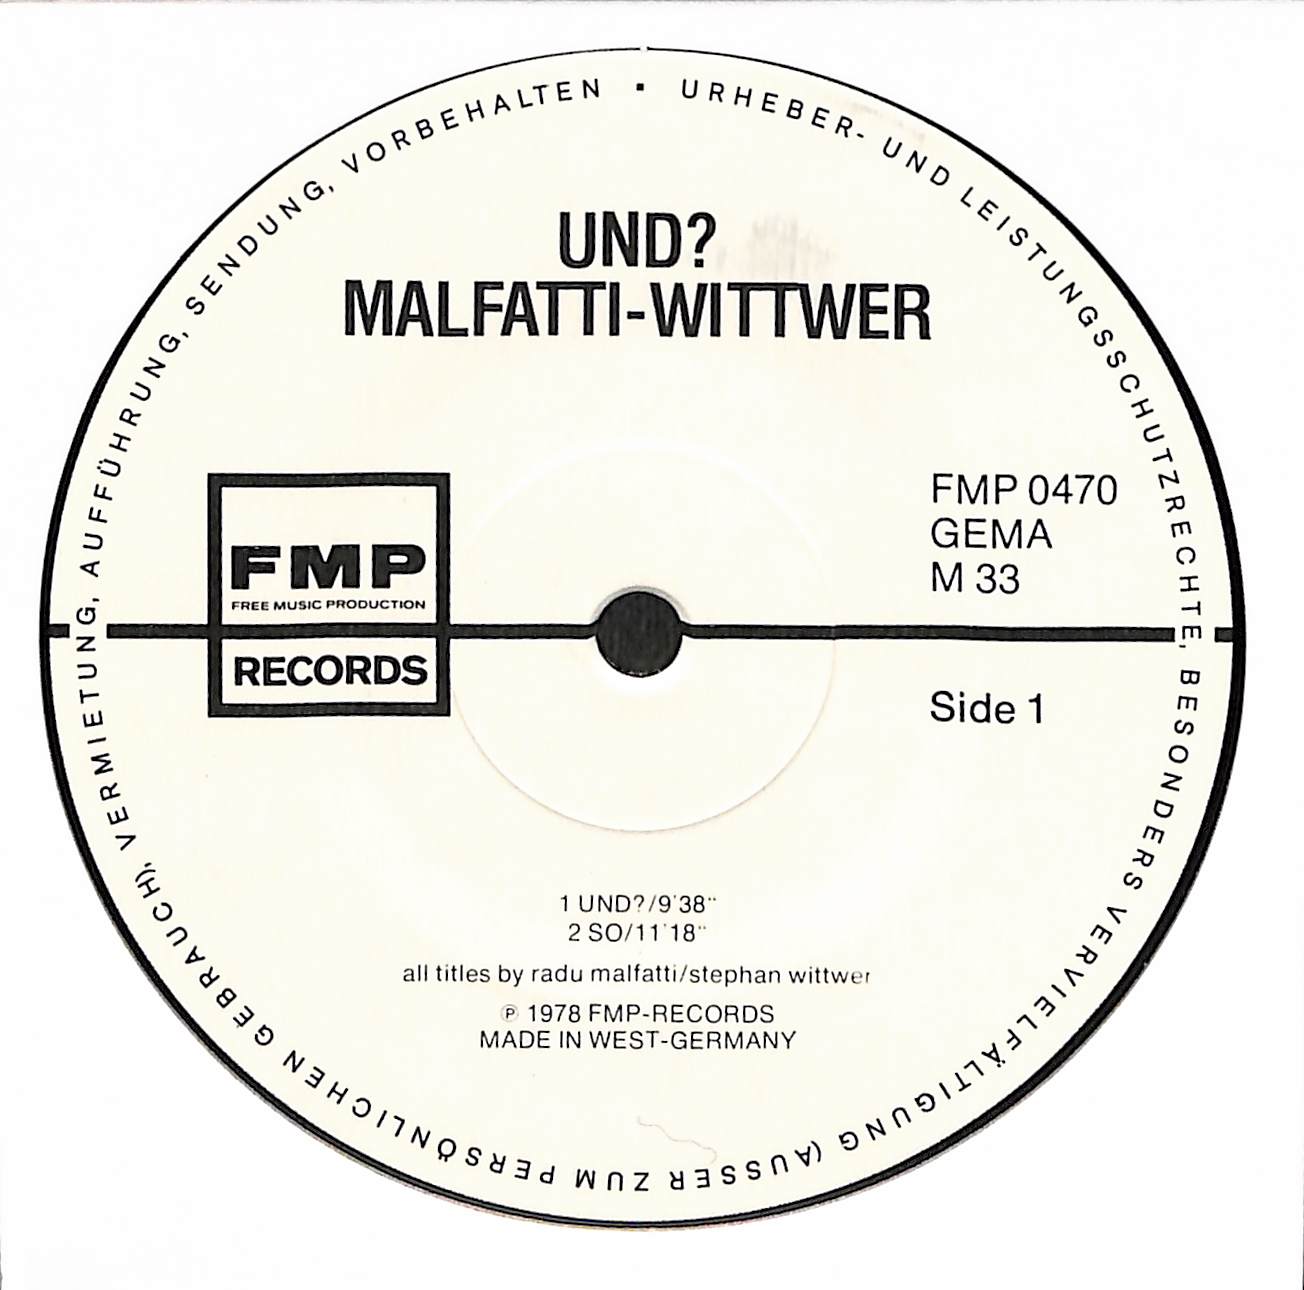 URHEBER- UND LEISTUNGSSCHUTZRECHTE, BESONDERS VERVIELFÄLTIGUNG (AUSSER ZUM PERSÖNLICHEN GEBRAUCH), VERMIETUNG, AUFFÜHRUNG, SENDUNG, VORBEHALTEN ·
UND?
MALFATTI-WITTWER
FMP
FREE MUSIC PRODUCTION
RECORDS
FMP 0470
GEMA
M 33
Side 1
1 UND?/9'38"
2 SO/11'18"
all titles by radu malfatti/stephan wittwer
℗ 1978 FMP-RECORDS
MADE IN WEST-GERMANY